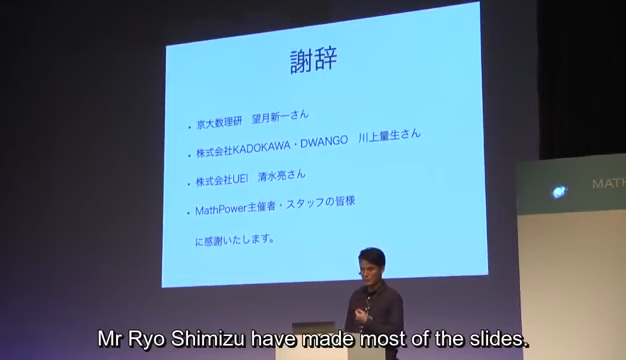 謝辞
• 京大数理研 望月新一さん
• 株式会社KADOKAWA・DWANGO 川上量生さん
• 株式会社UEI 清水亮さん
• MathPower主催者・スタッフの皆様
に感謝いたします。
MATH
Mr Ryo Shimizu have made most of the slides.